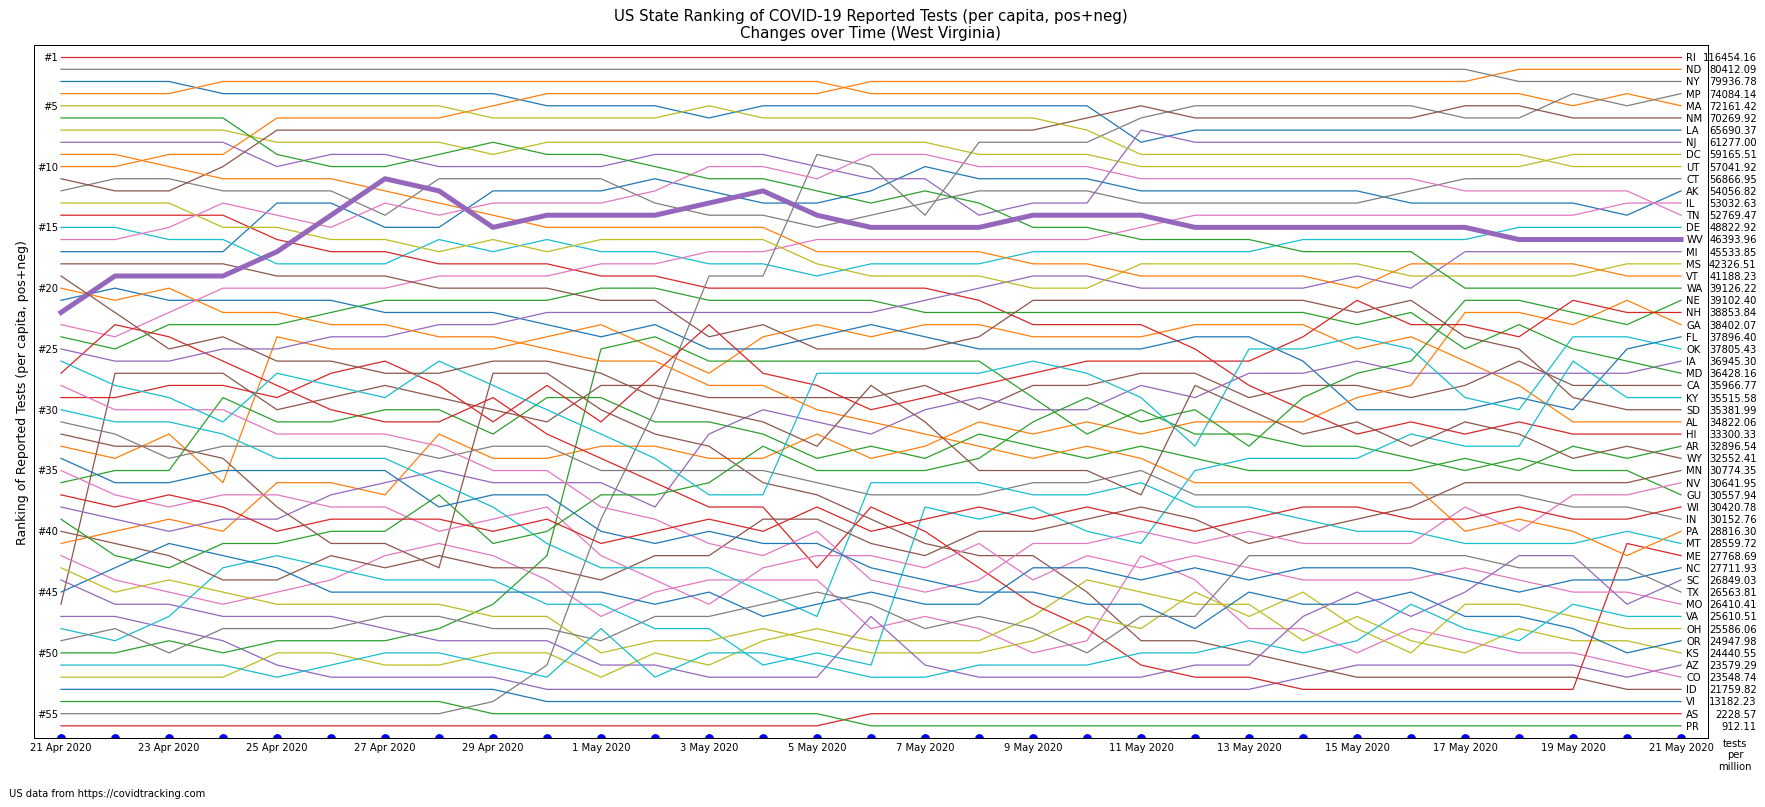 US State Ranking of COVID-19 Reported Tests (per capita, pos+neg)
Changes over Time (West Virginia)
Ranking of Reported Tests (per capita, pos+neg)
#1
#5
#10
#15
#20
#25
#30
#35
#40
#45
#50
#55
RI 116454.16
ND 80412.09
NY 79936.78
MP 74084.14
MA 72161.42
NM 70269.92
LA 65690.37
NJ 61277.00
DC 59165.51
UT 57041.92
CT 56866.95
AK 54056.82
IL 53032.63
TN 52769.47
DE 48822.92
WV 46393.96
MI 45533.85
MS 42326.51
VT 41188.23
WA 39126.22
NE 39102.40
NH 38853.84
GA 38402.07
FL 37896.40
OK 37805.43
IA 36945.30
MD 36428.16
CA 35966.77
KY 35515.58
SD 35381.99
AL 34822.06
HI 33300.33
AR 32896.54
WY 32552.41
MN 30774.35
NV 30641.95
GU 30557.94
WI 30420.78
IN 30152.76
PA 28816.30
MT 28559.72
ME 27768.69
NC 27711.93
SC 26849.03
TX 26563.81
MO 26410.41
VA 25610.51
OH 25586.06
OR 24947.98
KS 24440.55
AZ 23579.29
CO 23548.74
ID 21759.82
VI 13182.23
AS 2228.57
PR 912.11
21 Apr 2020 23 Apr 2020 25 Apr 2020 27 Apr 2020 29 Apr 2020 1 May 2020 3 May 2020 5 May 2020 7 May 2020 9 May 2020 11 May 2020 13 May 2020 15 May 2020 17 May 2020 19 May 2020 21 May 2020
tests
per
million
US data from https://covidtracking.com